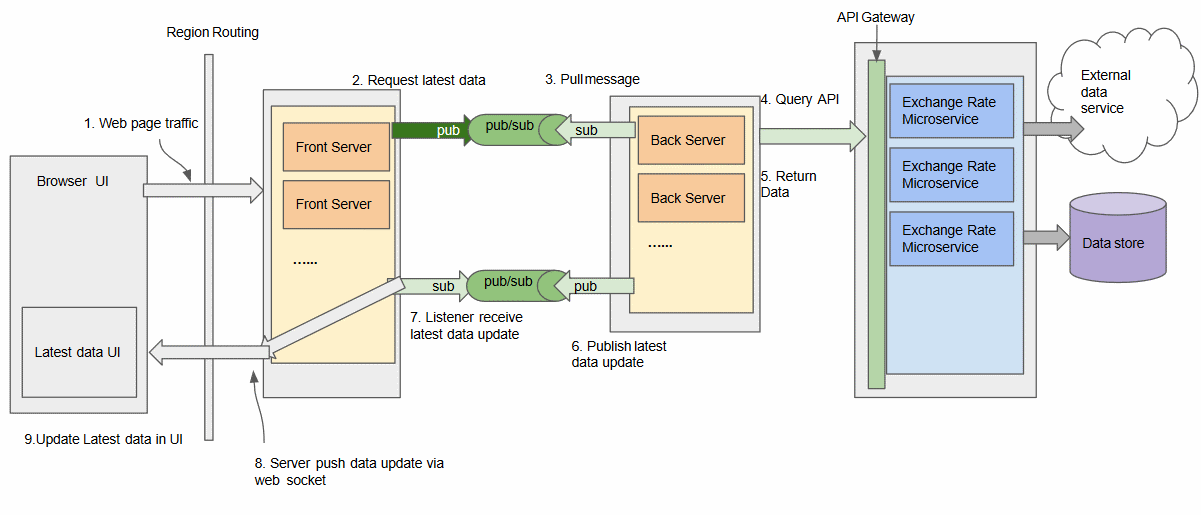 API Gateway
Region Routing
2. Request latest data
3. Pull message
4. Query API
External
data
service
Exchange Rate
Microservice
1. Web page traffic
pub
pub/sub
sub
Front Server
Back Server
Browser UI
5. Return
Data
Exchange Rate
Microservice
Front Server
Back Server
Exchange Rate
Microservice
Data store
......
......
sub
pub/sub
pub
7. Listener receive
latest data update
6. Publish latest
data update
Latest data UI
9.Update Latest data in UI
8. Server push data update via
web socket